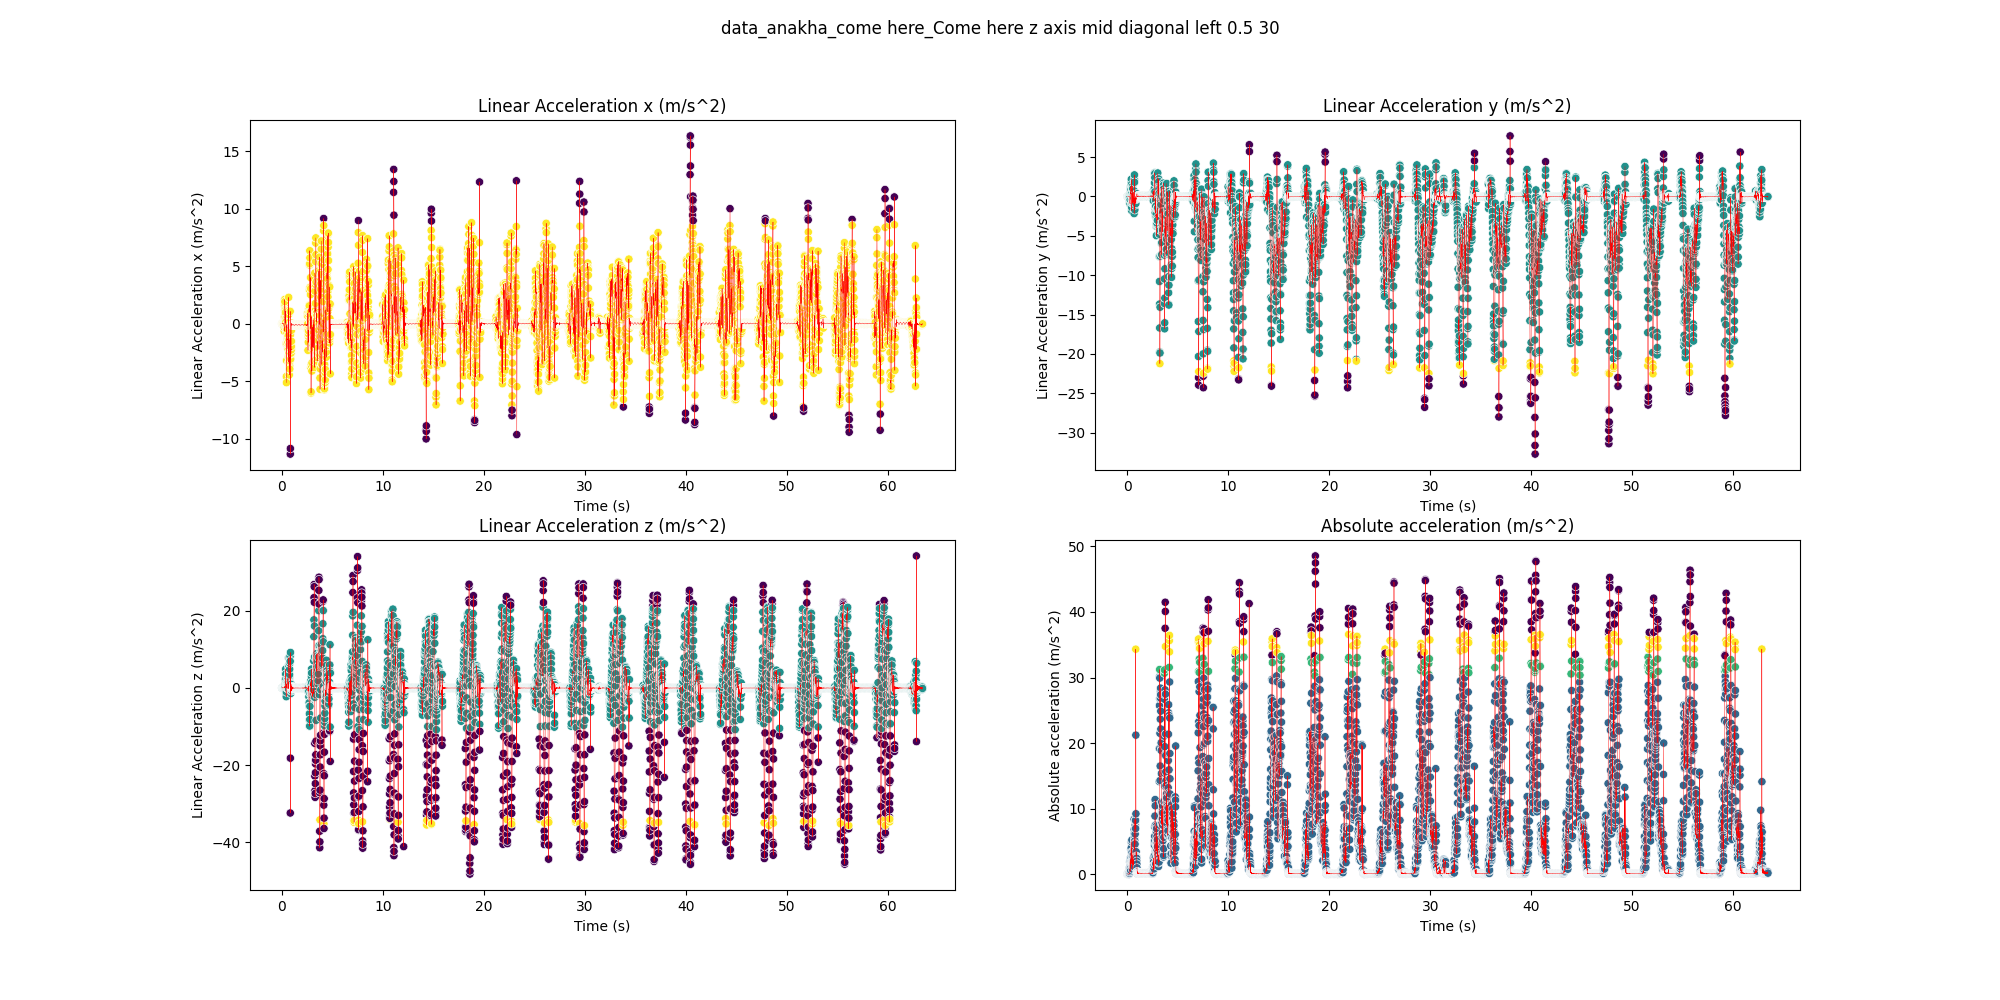 data_anakha_come here_Come here z axis mid diagonal left 0.5 30
Linear Acceleration x (m/s^2)
Linear Acceleration x (m/s^2)
15
10
5
0
−5
−10
0 10 20 30 40 50 60
Time (s)
Linear Acceleration y (m/s^2)
Linear Acceleration y (m/s^2)
5
0
−5
−10
−15
−20
−25
−30
0 10 20 30 40 50 60
Time (s)
Linear Acceleration z (m/s^2)
Linear Acceleration z (m/s^2)
20
0
−20
−40
0 10 20 30 40 50 60
Time (s)
Absolute acceleration (m/s^2)
Absolute acceleration (m/s^2)
50
40
30
20
10
0
0 10 20 30 40 50 60
Time (s)